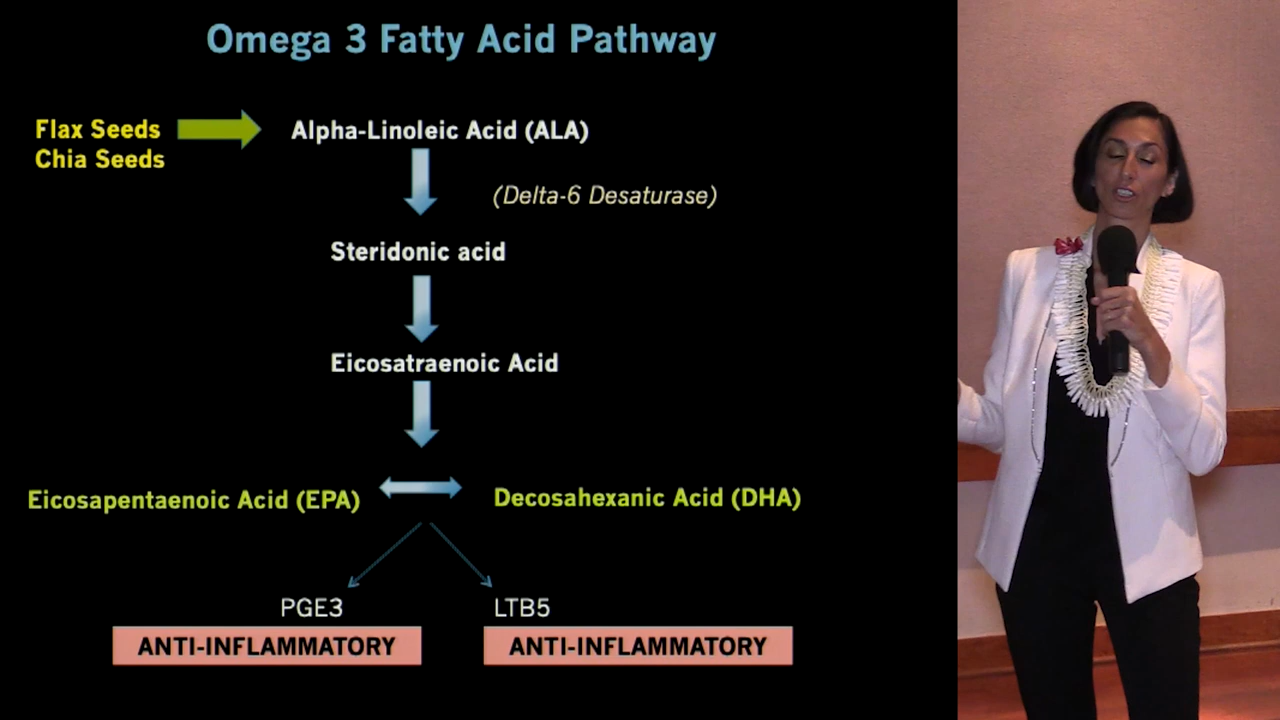 Omega 3 Fatty Acid Pathway
Flax Seeds
Chia Seeds
Alpha-Linoleic Acid (ALA)
(Delta-6 Desaturase)
Steridonic acid
Eicosatraenoic Acid
Eicosapentaenoic Acid (EPA)
Decosahexanic Acid (DHA)
PGE3
LTB5
ANTI-INFLAMMATORY
ANTI-INFLAMMATORY